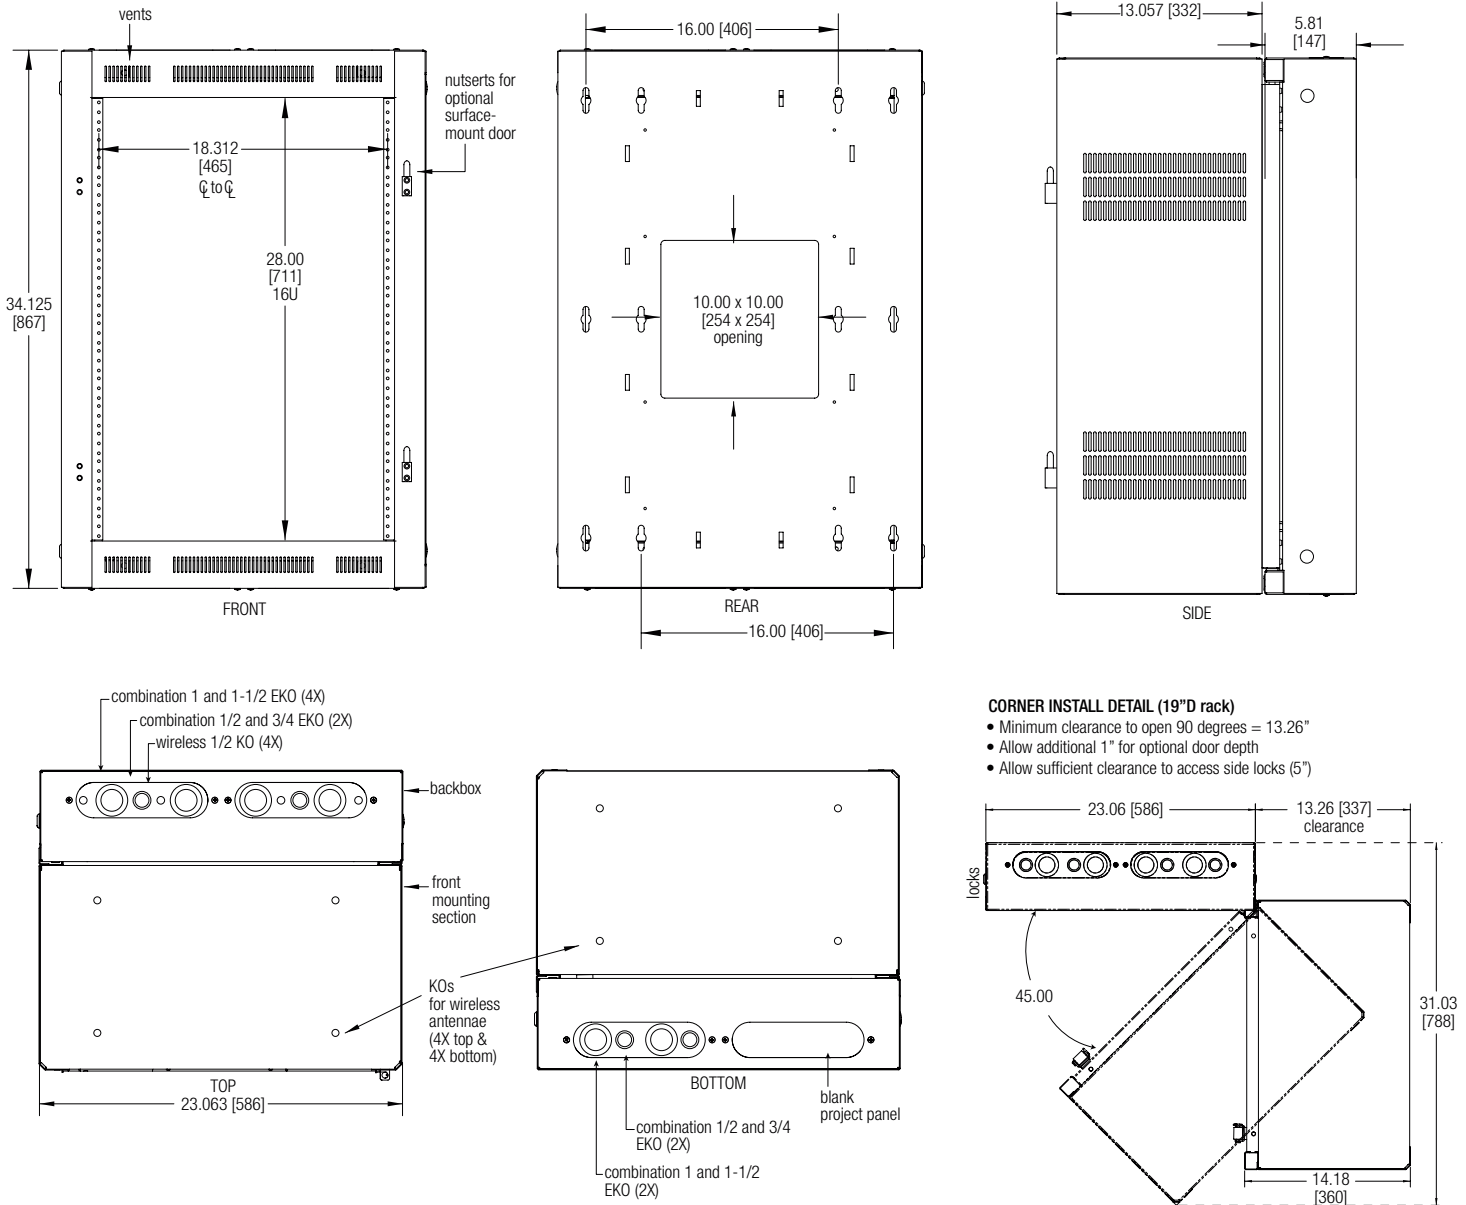 vents
34.125
[867]
18.312
[465]
℄ to ℄
28.00
[711]
16U
nutserts for
optional
surface-
mount door
FRONT
16.00 [406]
10.00 x 10.00
[254 x 254]
opening
REAR
16.00 [406]
13.057 [332]
5.81
[147]
SIDE
combination 1 and 1-1/2 EKO (4X)
combination 1/2 and 3/4 EKO (2X)
wireless 1/2 KO (4X)
backbox
front
mounting
section
KOs
for wireless
antennae
(4X top &
4X bottom)
TOP
23.063 [586]
BOTTOM
blank
project panel
combination 1/2 and 3/4
EKO (2X)
combination 1 and 1-1/2
EKO (2X)
CORNER INSTALL DETAIL (19”D rack)
• Minimum clearance to open 90 degrees = 13.26”
• Allow additional 1” for optional door depth
• Allow sufficient clearance to access side locks (5”)
23.06 [586]
13.26 [337]
clearance
locks
45.00
31.03
[788]
14.18
[360]